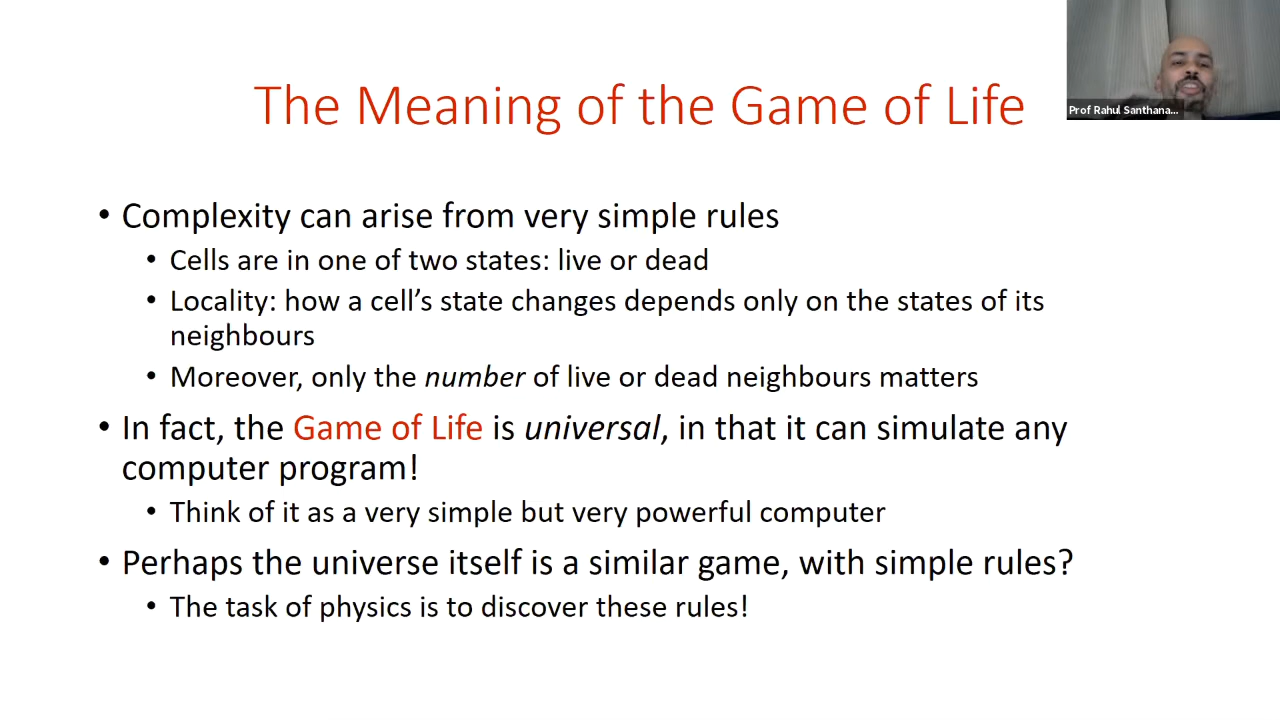 The Meaning of the Game of Life
Prof Rahul Santhana...
• Complexity can arise from very simple rules
• Cells are in one of two states: live or dead
• Locality: how a cell’s state changes depends only on the states of its
neighbours
• Moreover, only the number of live or dead neighbours matters
• In fact, the Game of Life is universal, in that it can simulate any
computer program!
• Think of it as a very simple but very powerful computer
• Perhaps the universe itself is a similar game, with simple rules?
• The task of physics is to discover these rules!